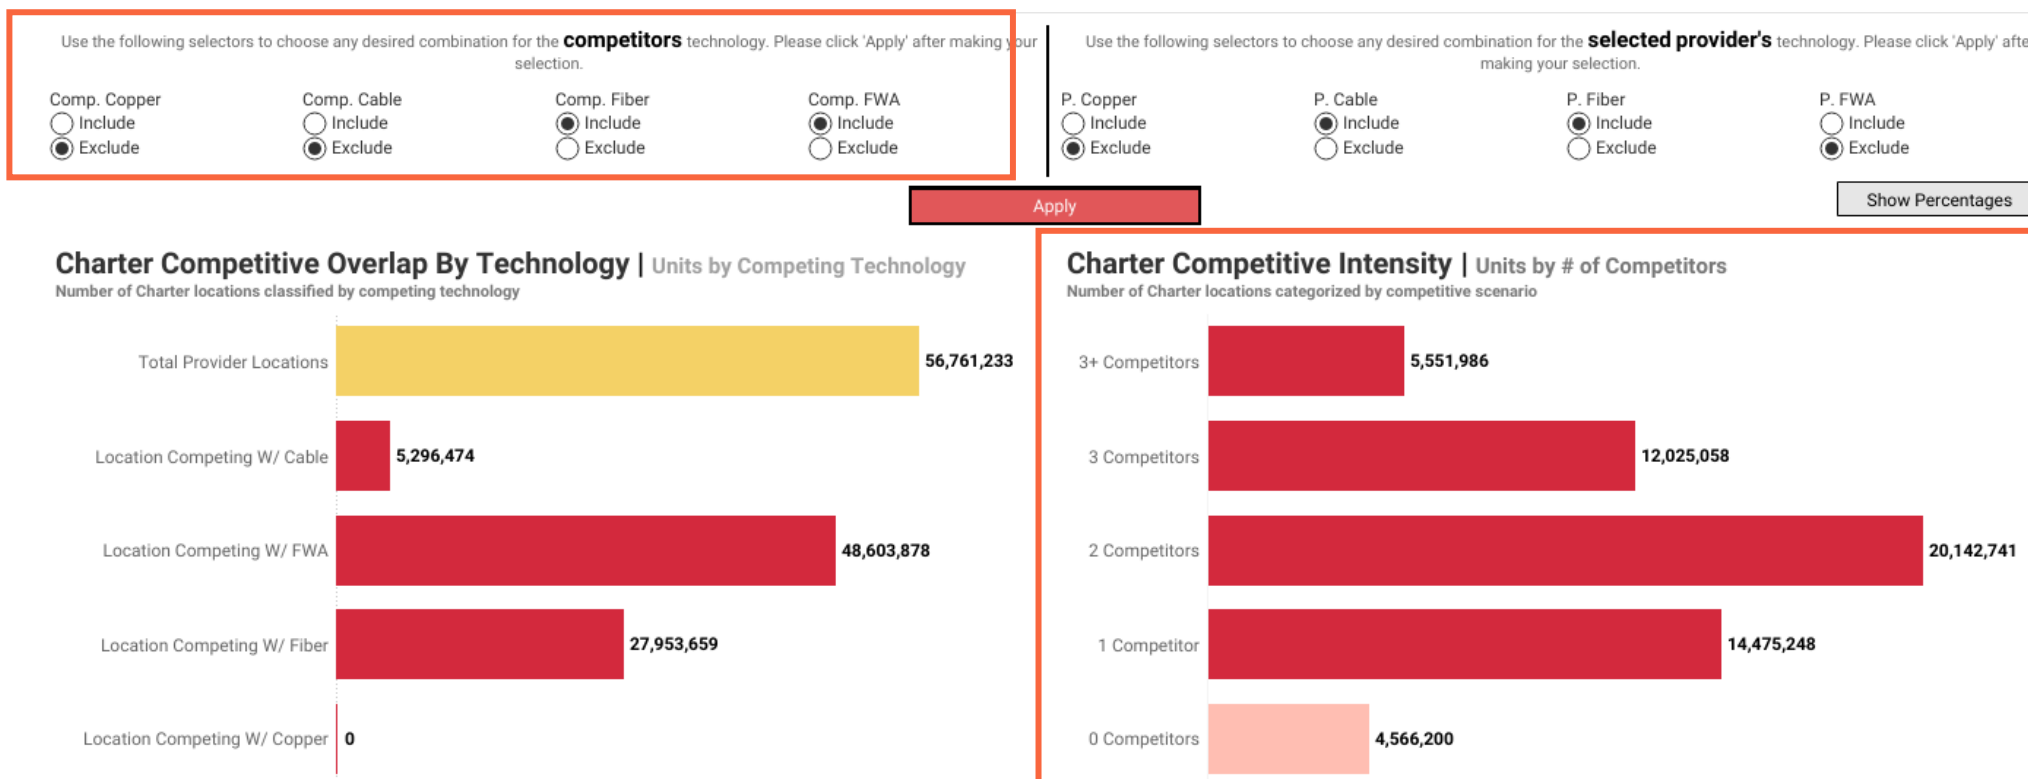 Use the following selectors to choose any desired combination for the competitors technology. Please click 'Apply' after making your
selection.
Comp. Copper
Include
Exclude
Comp. Cable
Include
Exclude
Comp. Fiber
Include
Exclude
Comp. FWA
Include
Exclude
Use the following selectors to choose any desired combination for the selected provider's technology. Please click 'Apply' afte
making your selection.
P. Copper
Include
Exclude
P. Cable
Include
Exclude
P. Fiber
Include
Exclude
P. FWA
Include
Exclude
Apply
Show Percentages
Charter Competitive Overlap By Technology | Units by Competing Technology
Number of Charter locations classified by competing technology
Total Provider Locations 56,761,233
Location Competing W/ Cable 5,296,474
Location Competing W/ FWA 48,603,878
Location Competing W/ Fiber 27,953,659
Location Competing W/ Copper 0
Charter Competitive Intensity | Units by # of Competitors
Number of Charter locations categorized by competitive scenario
3+ Competitors 5,551,986
3 Competitors 12,025,058
2 Competitors 20,142,741
1 Competitor 14,475,248
0 Competitors 4,566,200